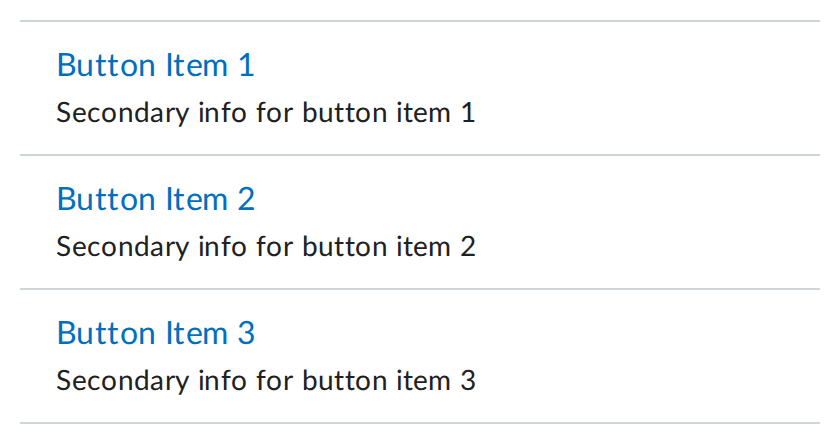 Button Item 1
Secondary info for button item 1
Button Item 2
Secondary info for button item 2
Button Item 3
Secondary info for button item 3